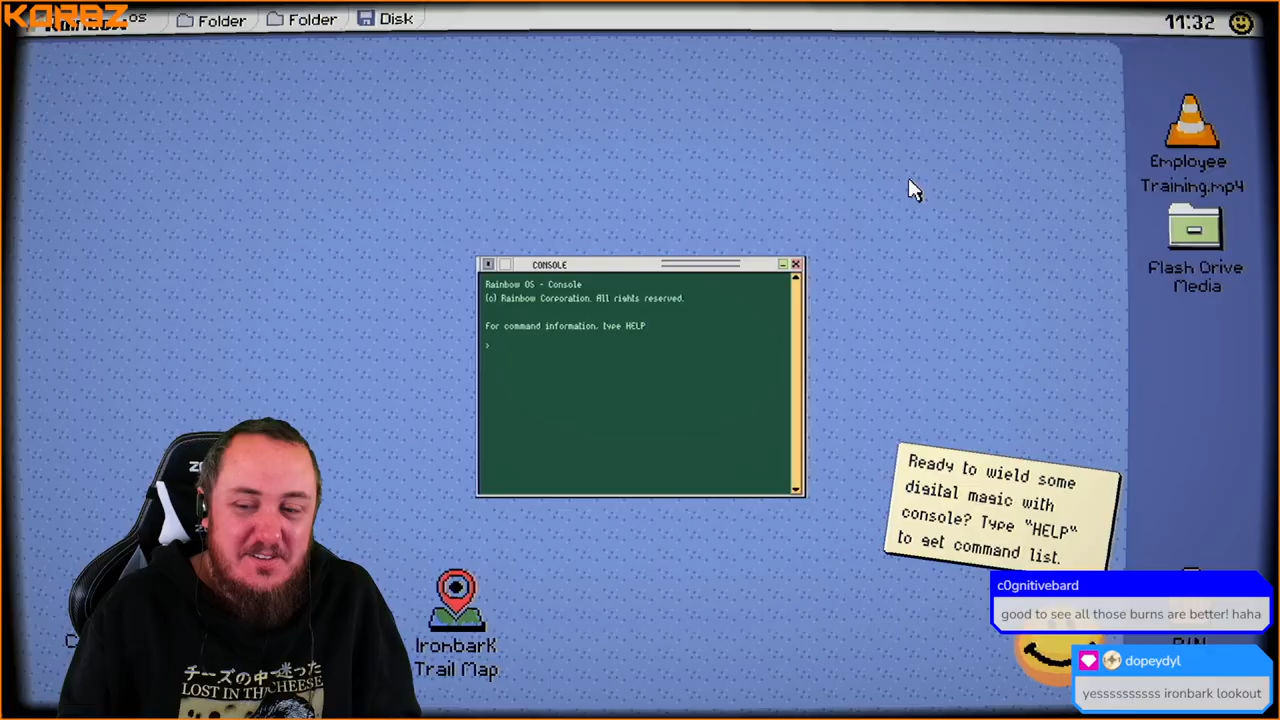 KORBZ
OS
Folder
Folder
Disk
11:32
Employee
Training.mp4
Flash Drive
Media
CONSOLE
Rainbow OS - Console
(c) Rainbow Corporation. All rights reserved.
For command information, type HELP
>
Ready to wield some
digital magic with
console? Type "HELP"
to get command list.
c0gnitivebard
good to see all those burns are better! haha
dopeydyl
yessssssssss ironbark lookout
Ironbark
Trail Map
チーズの中迷った
LOST IN THE CHEESE